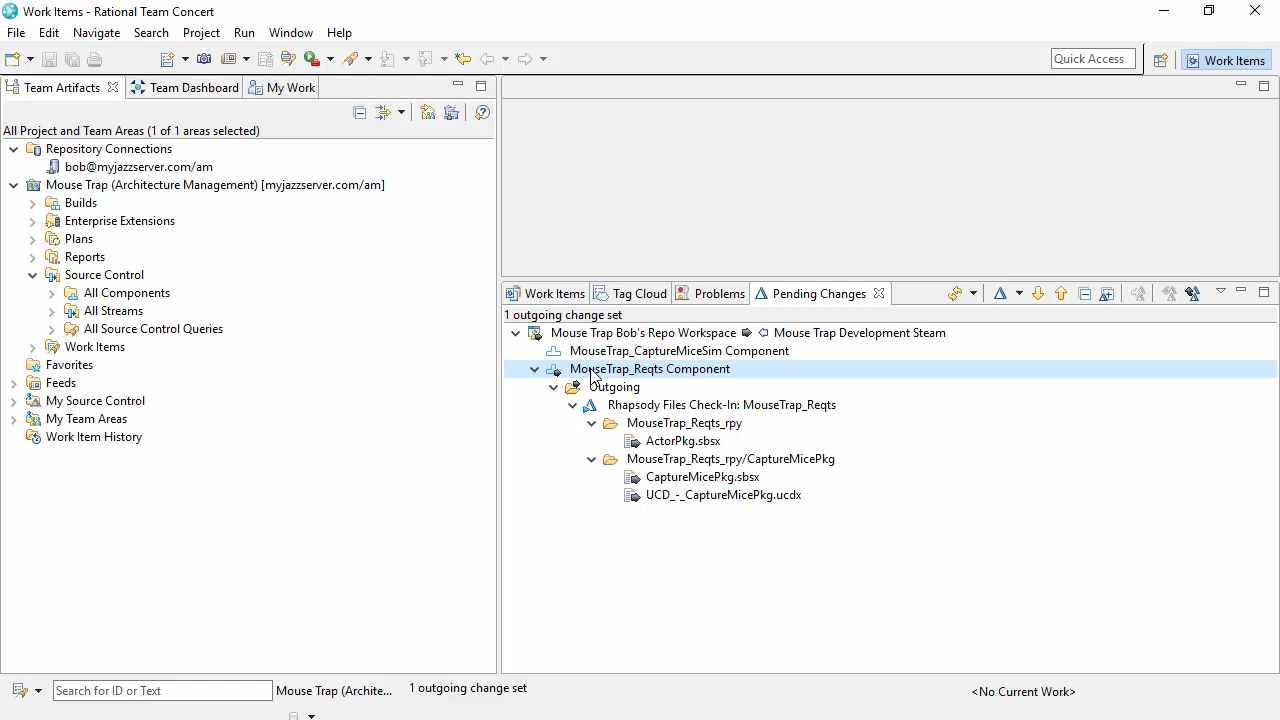 Work Items - Rational Team Concert
File Edit Navigate Search Project Run Window Help
Quick Access
Work Items
Team Artifacts Team Dashboard My Work
All Project and Team Areas (1 of 1 areas selected)
Repository Connections
bob@myjazzserver.com/am
Mouse Trap (Architecture Management) [myjazzserver.com/am]
Builds
Enterprise Extensions
Plans
Reports
Source Control
All Components
All Streams
All Source Control Queries
Work Items
Favorites
Feeds
My Source Control
My Team Areas
Work Item History
Work Items Tag Cloud Problems Pending Changes
1 outgoing change set
Mouse Trap Bob's Repo Workspace Mouse Trap Development Steam
MouseTrap_CaptureMiceSim Component
MouseTrap_Reqts Component
Outgoing
Rhapsody Files Check-In: MouseTrap_Reqts
MouseTrap_Reqts_rpy
ActorPkg.sbsx
MouseTrap_Reqts_rpy/CaptureMicePkg
CaptureMicePkg.sbsx
UCD_-_CaptureMicePkg.ucdx
Search for ID or Text
Mouse Trap (Archite...
1 outgoing change set
<No Current Work>